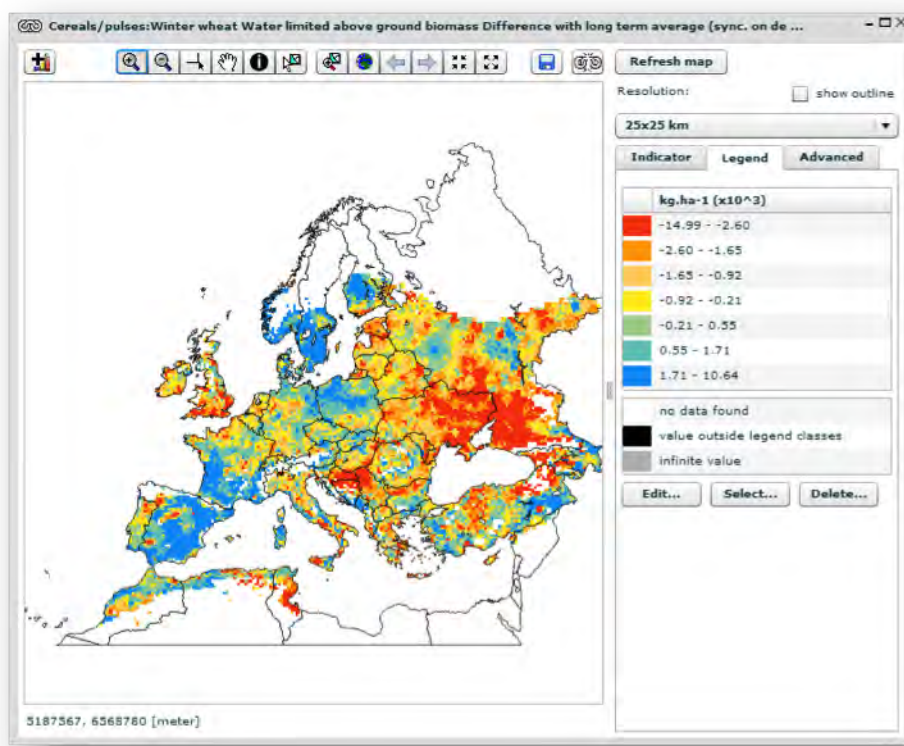 Cereals/pulses:Winter wheat Water limited above ground biomass Difference with long term average (sync. on de ...
Refresh map
Resolution:
show outline
25x25 km
Indicator
Legend
Advanced
kg.ha-1 (x10^3)
-14.99 - -2.60
-2.60 - -1.65
-1.65 - -0.92
-0.92 - -0.21
-0.21 - 0.55
0.55 - 1.71
1.71 - 10.64
no data found
value outside legend classes
infinite value
Edit...
Select...
Delete...
5187567, 6568760 [meter]